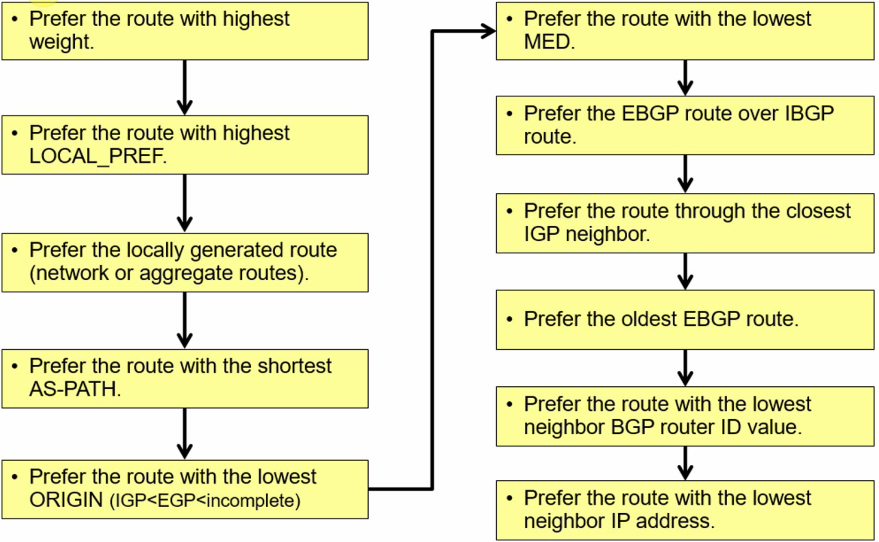 • Prefer the route with highest
weight.
• Prefer the route with highest
LOCAL_PREF.
• Prefer the locally generated route
(network or aggregate routes).
• Prefer the route with the shortest
AS-PATH.
• Prefer the route with the lowest
ORIGIN (IGP<EGP<incomplete)
• Prefer the route with the lowest
MED.
• Prefer the EBGP route over IBGP
route.
• Prefer the route through the closest
IGP neighbor.
• Prefer the oldest EBGP route.
• Prefer the route with the lowest
neighbor BGP router ID value.
• Prefer the route with the lowest
neighbor IP address.